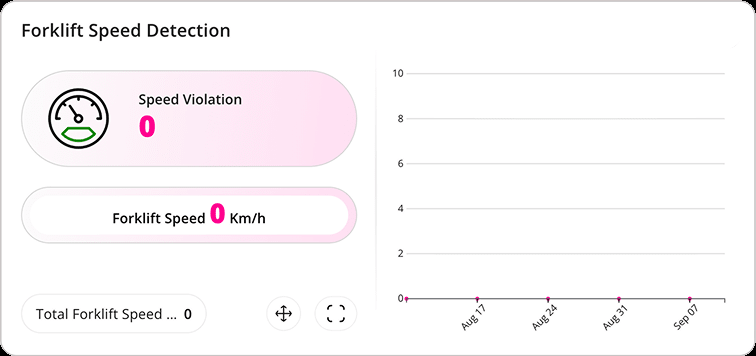 Forklift Speed Detection
Speed Violation
0
Forklift Speed 0 Km/h
Total Forklift Speed ... 0
10
8
6
4
2
0
Aug 17
Aug 24
Aug 31
Sep 07